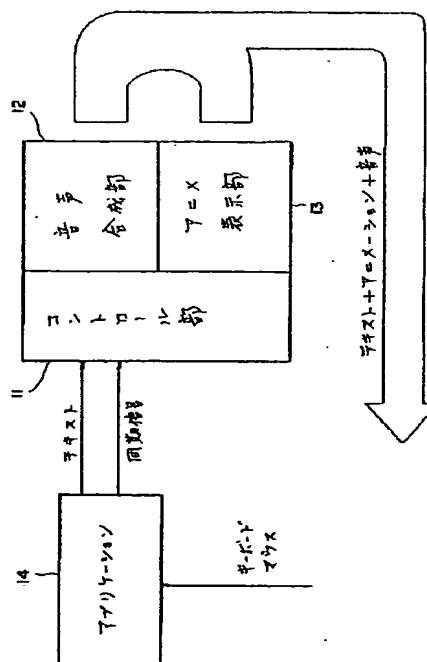 12
音声
合成部
アニメ
表示部
13
コントロール部
11
テキスト
同期信号
テキスト+アニメーション+音声
14
アプリケーション
キーボード
マウス